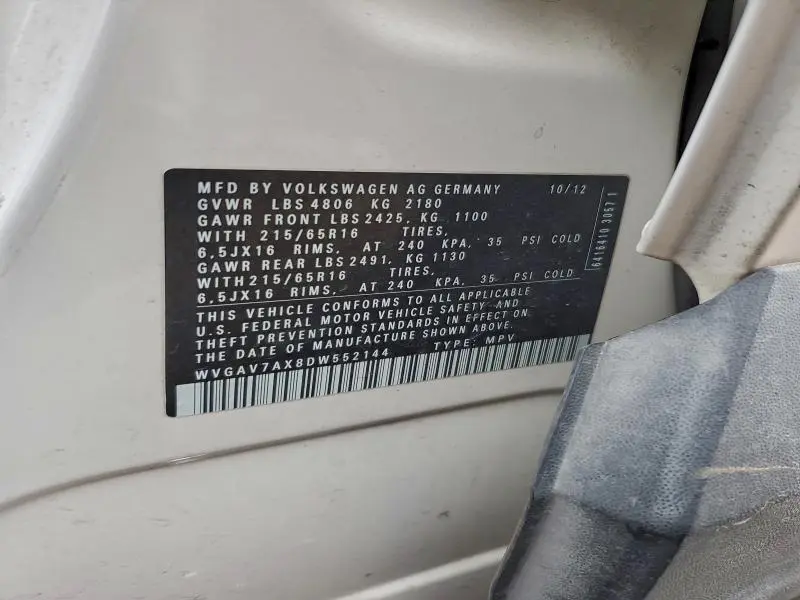 MFD BY VOLKSWAGEN AG GERMANY 10/12
GVWR LBS 4806 KG 2180
GAWR FRONT LBS 2425, KG 1100
WITH 215/65R16 TIRES,
6,5JX16 RIMS, AT 240 KPA, 35 PSI COLD
GAWR REAR LBS 2491, KG 1130
WITH 215/65R16 TIRES,
6,5JX16 RIMS, AT 240 KPA, 35 PSI COLD
THIS VEHICLE CONFORMS TO ALL APPLICABLE
U.S. FEDERAL MOTOR VEHICLE SAFETY AND
THEFT PREVENTION STANDARDS IN EFFECT ON
THE DATE OF MANUFACTURE SHOWN ABOVE.
WVGAV7AX8DW552144 TYPE: MPV
6416410 3057 1